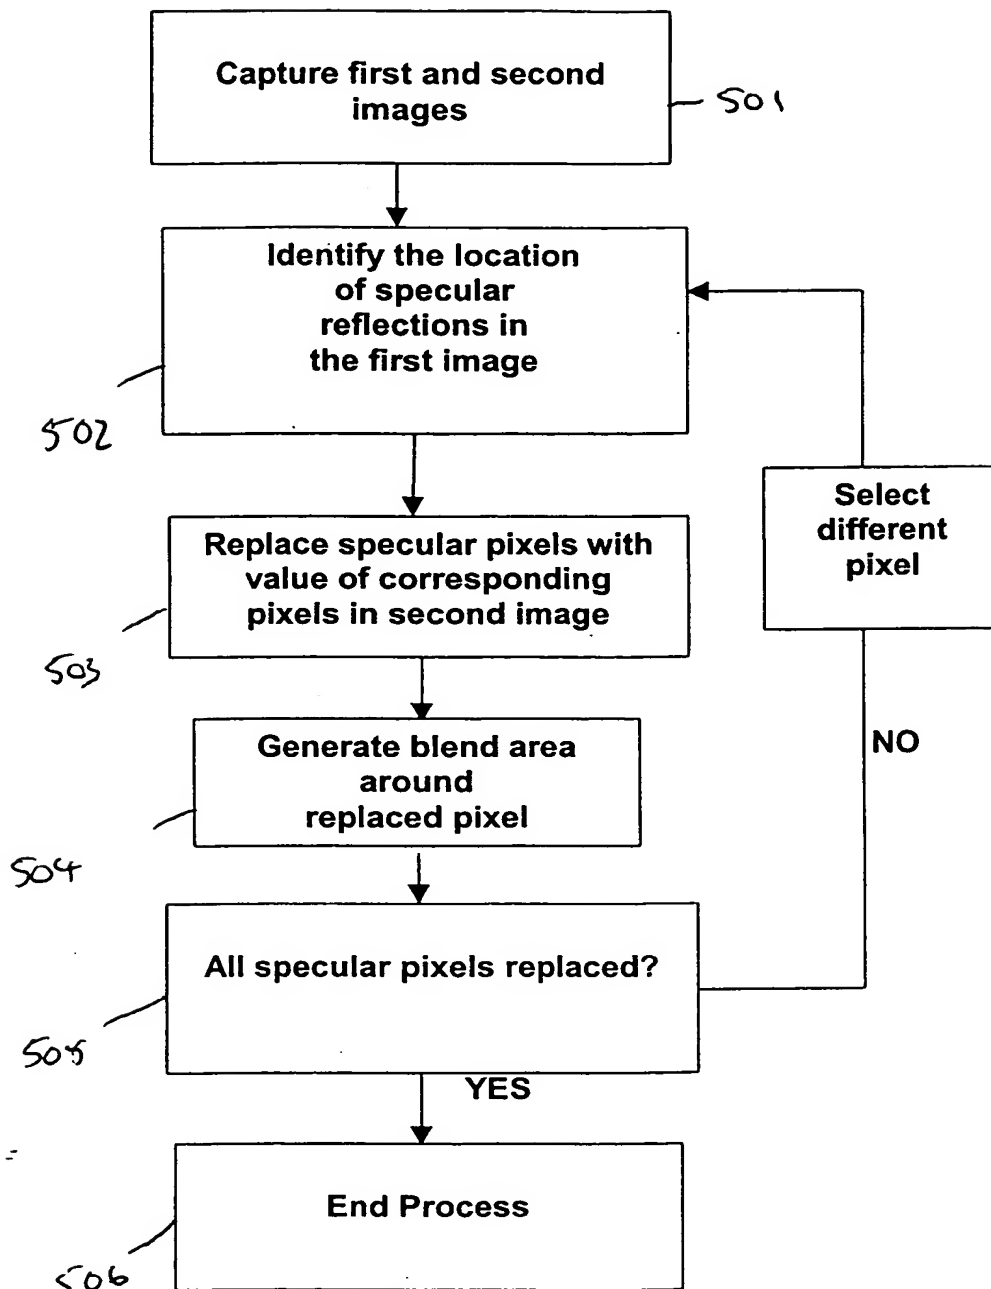 Capture first and second
images
501
Identify the location
of specular
reflections in
the first image
502
Replace specular pixels with
value of corresponding
pixels in second image
503
Select
different
pixel
Generate blend area
around
replaced pixel
504
NO
All specular pixels replaced?
505
YES
End Process
506